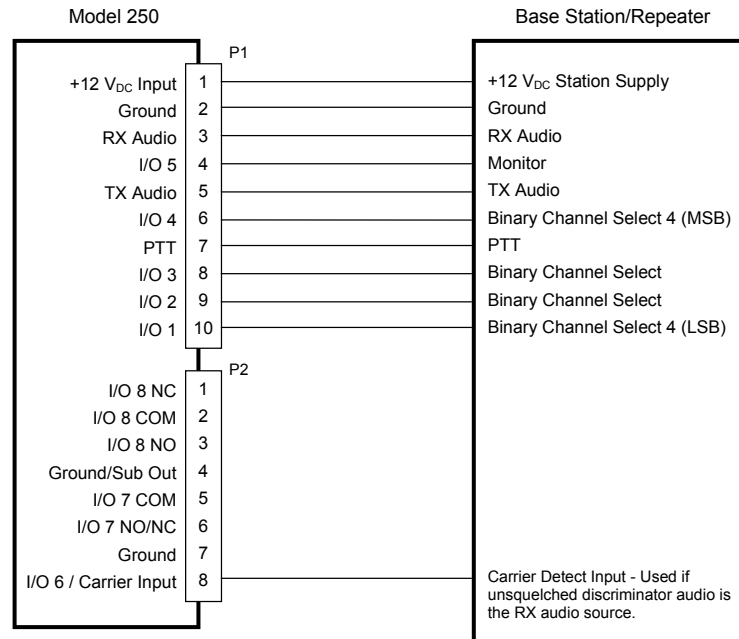 Model 250 Base Station/Repeater
P1
+12 VDC Input 1 +12 VDC Station Supply
Ground 2 Ground
RX Audio 3 RX Audio
I/O 5 4 Monitor
TX Audio 5 TX Audio
I/O 4 6 Binary Channel Select 4 (MSB)
PTT 7 PTT
I/O 3 8 Binary Channel Select
I/O 2 9 Binary Channel Select
I/O 1 10 Binary Channel Select 4 (LSB)
P2
I/O 8 NC 1
I/O 8 COM 2
I/O 8 NO 3
Ground/Sub Out 4
I/O 7 COM 5
I/O 7 NO/NC 6
Ground 7
I/O 6 / Carrier Input 8 Carrier Detect Input - Used if
unsquelched discriminator audio is
the RX audio source.